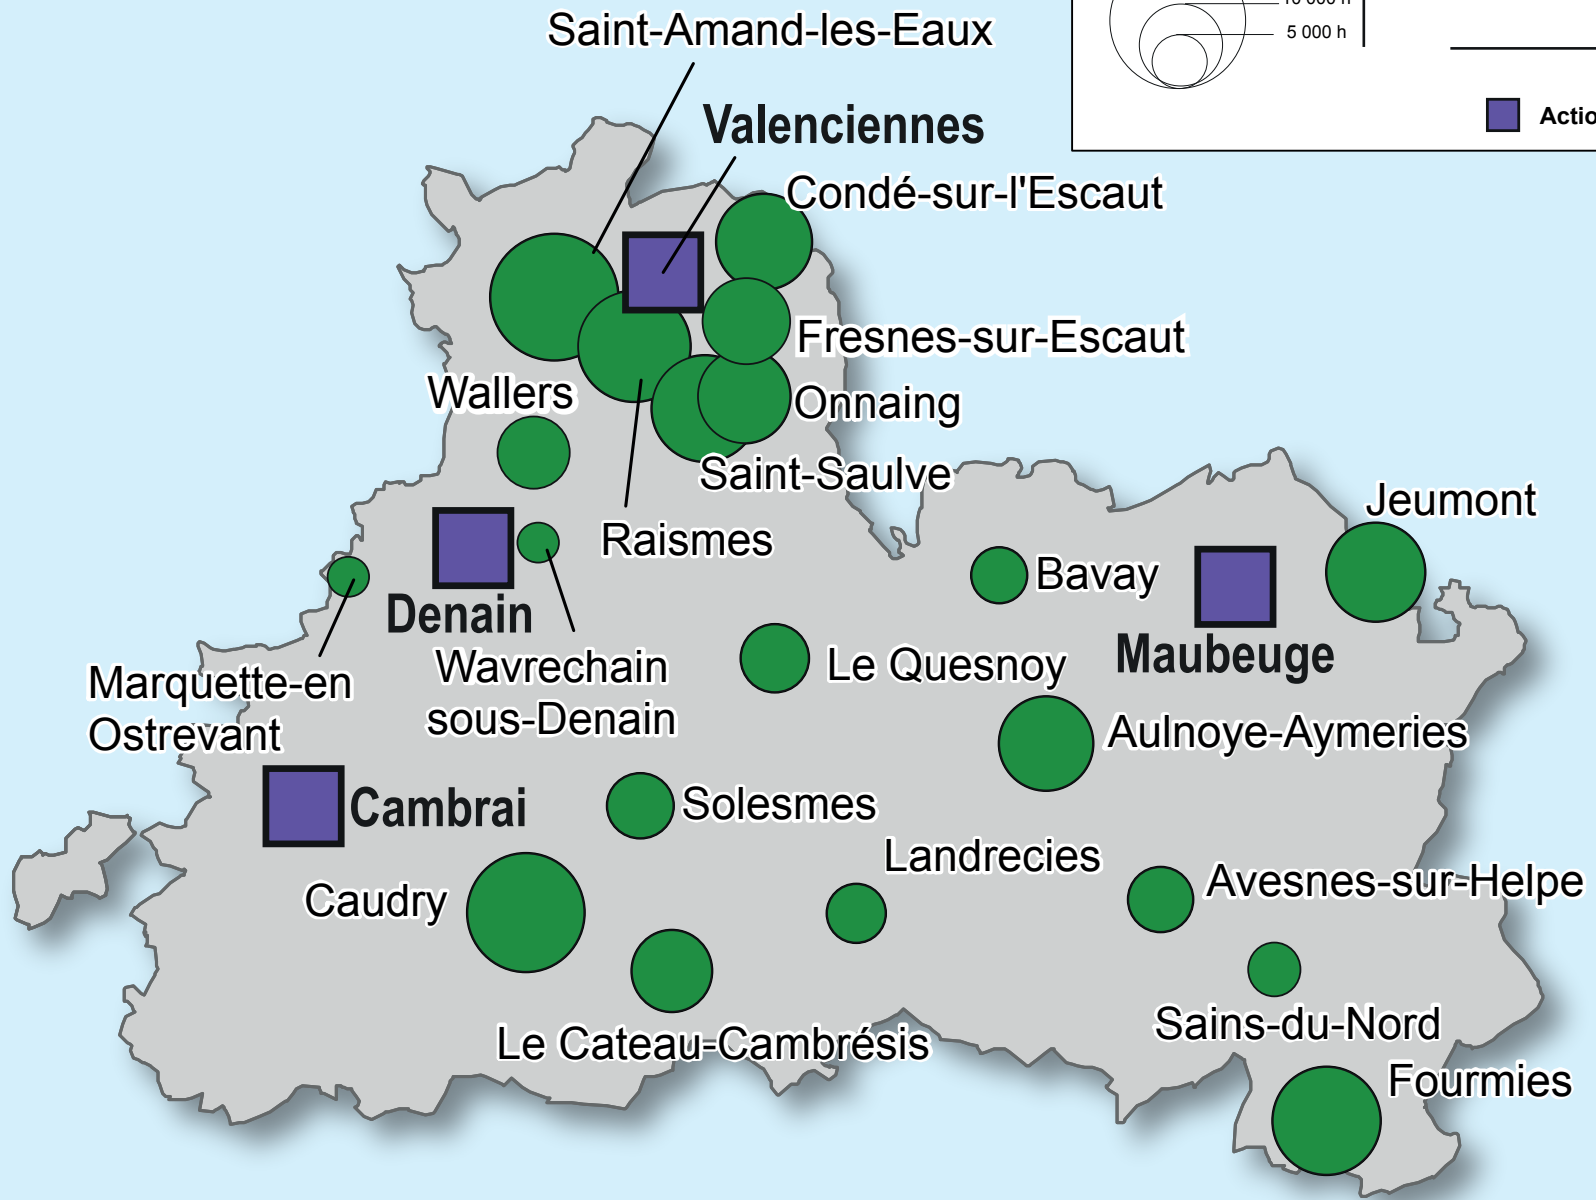 Saint-Amand-les-Eaux
5 000 h
Valenciennes
Condé-sur-l'Escaut
Fresnes-sur-Escaut
Wallers
Onnaing
Saint-Saulve
Jeumont
Raismes
Bavay
Denain
Maubeuge
Wavrechain
sous-Denain
Le Quesnoy
Marquette-en
Ostrevant
Aulnoye-Aymeries
Cambrai
Solesmes
Landrecies
Avesnes-sur-Helpe
Caudry
Sains-du-Nord
Le Cateau-Cambrésis
Fourmies